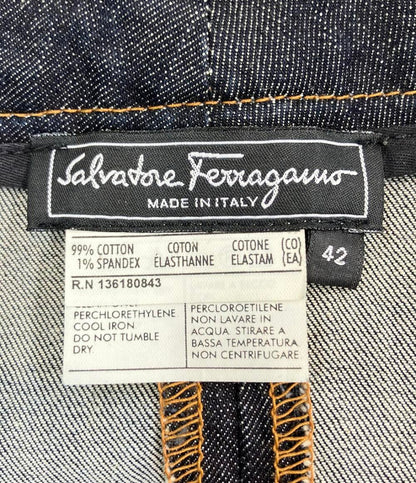 Salvatore Ferragamo
MADE IN ITALY
42
99% COTTON COTON COTONE (CO)
1% SPANDEX ÉLASTHANNE ELASTAM (EA)
R.N 136180843
PERCHLORETHYLENE
COOL IRON
DO NOT TUMBLE
DRY
PERCLOROETILENE
NON LAVARE IN
ACQUA. STIRARE A
BASSA TEMPERATURA
NON CENTRIFUGARE